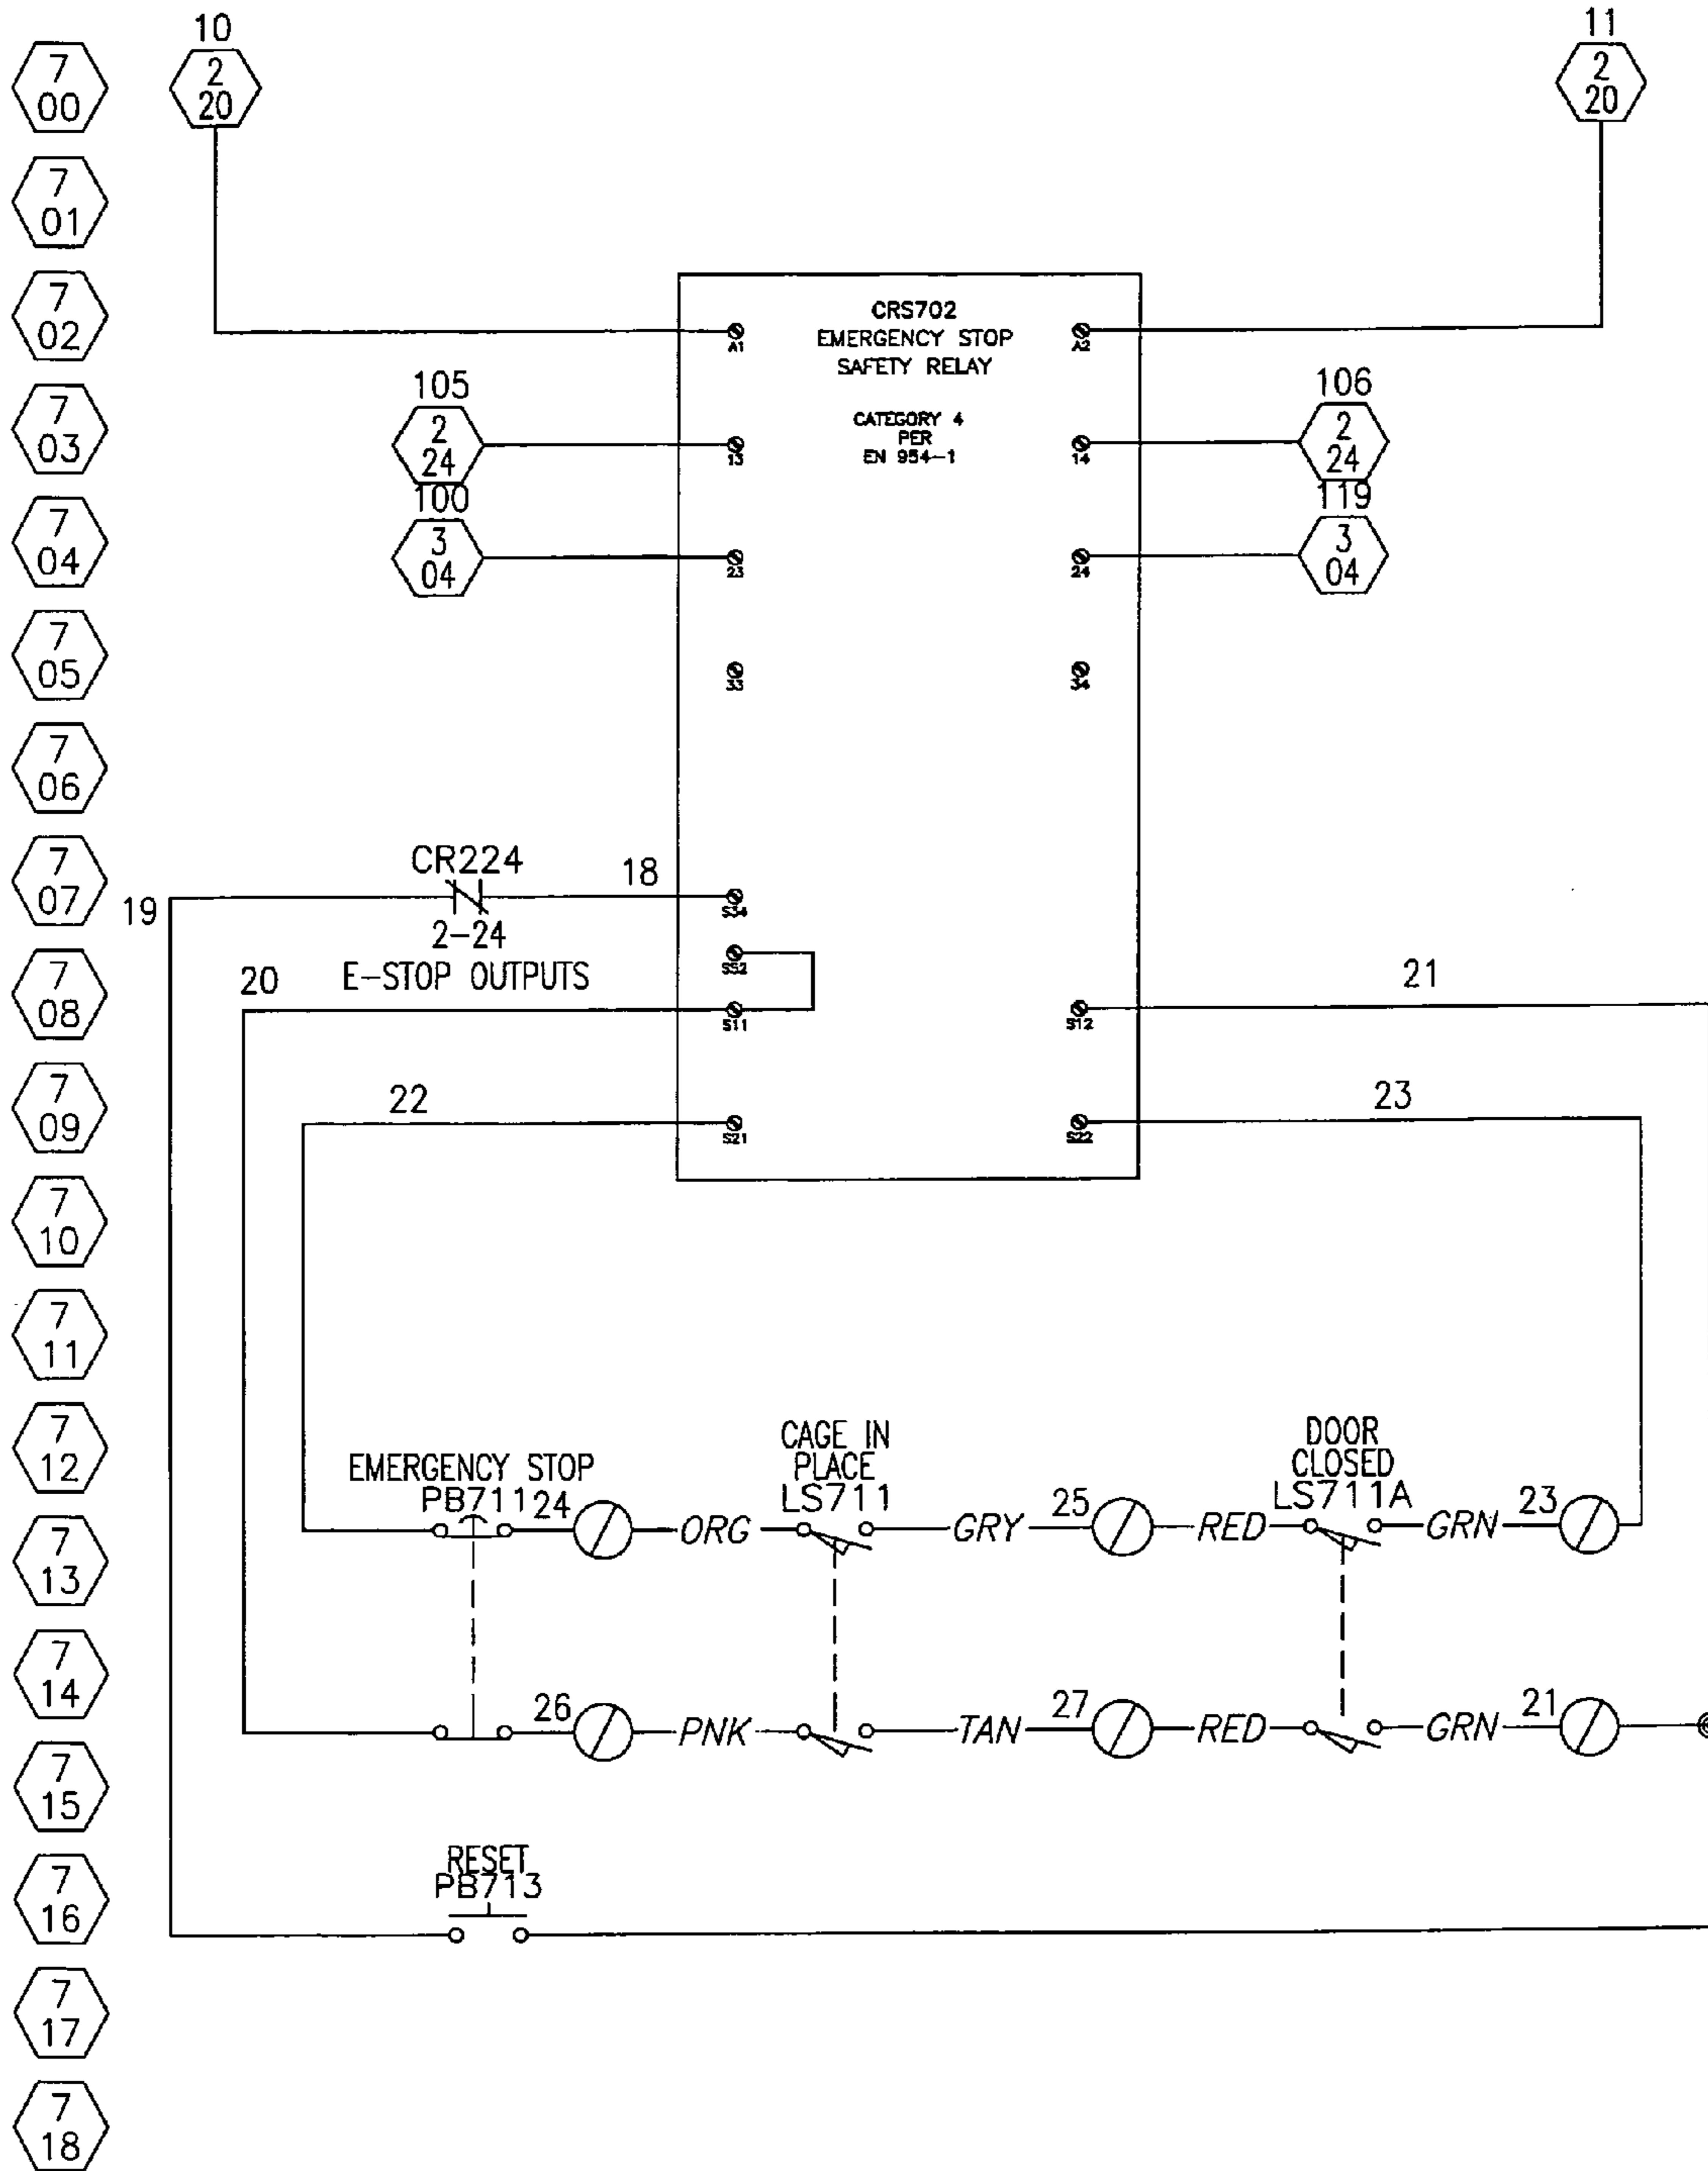 10
11
7
00
2
20
2
20
7
01
7
02
CRS702
EMERGENCY STOP
SAFETY RELAY
A1
A2
105
106
7
03
2
24
CATEGORY 4
PER
EN 954-1
2
24
13
14
100
119
7
04
3
04
3
04
23
24
7
05
33
34
7
06
7
07
CR224
18
19
S34
2-24
7
08
20
E-STOP OUTPUTS
S52
21
S11
S12
7
09
22
23
S21
S22
7
10
7
11
7
12
CAGE IN
PLACE
LS711
DOOR
CLOSED
LS711A
EMERGENCY STOP
PB711
24
25
23
7
13
ORG
GRY
RED
GRN
7
14
26
27
21
PNK
TAN
RED
GRN
7
15
7
16
RESET
PB713
7
17
7
18